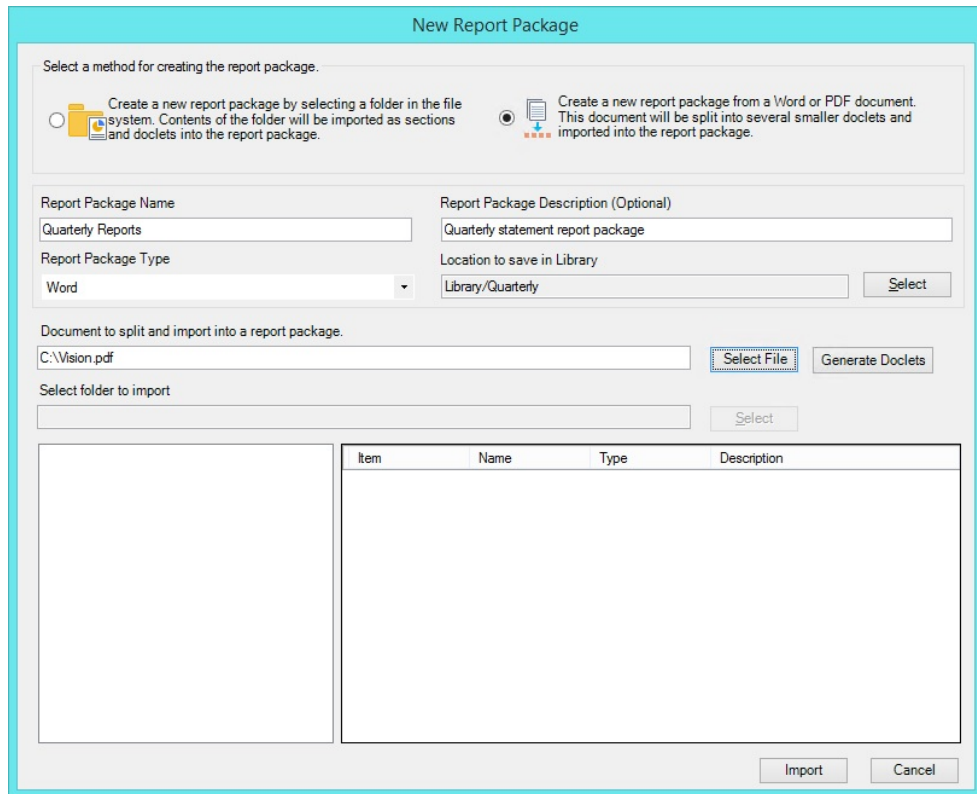 New Report Package
Select a method for creating the report package.
Create a new report package by selecting a folder in the file
system. Contents of the folder will be imported as sections
and doclets into the report package.
Create a new report package from a Word or PDF document.
This document will be split into several smaller doclets and
imported into the report package.
Report Package Name
Report Package Description (Optional)
Quarterly Reports
Quarterly statement report package
Report Package Type
Location to save in Library
Word
Library/Quarterly
Select
Document to split and import into a report package.
C:\Vision.pdf
Select File
Generate Doclets
Select folder to import
Select
Item Name Type Description
Import
Cancel